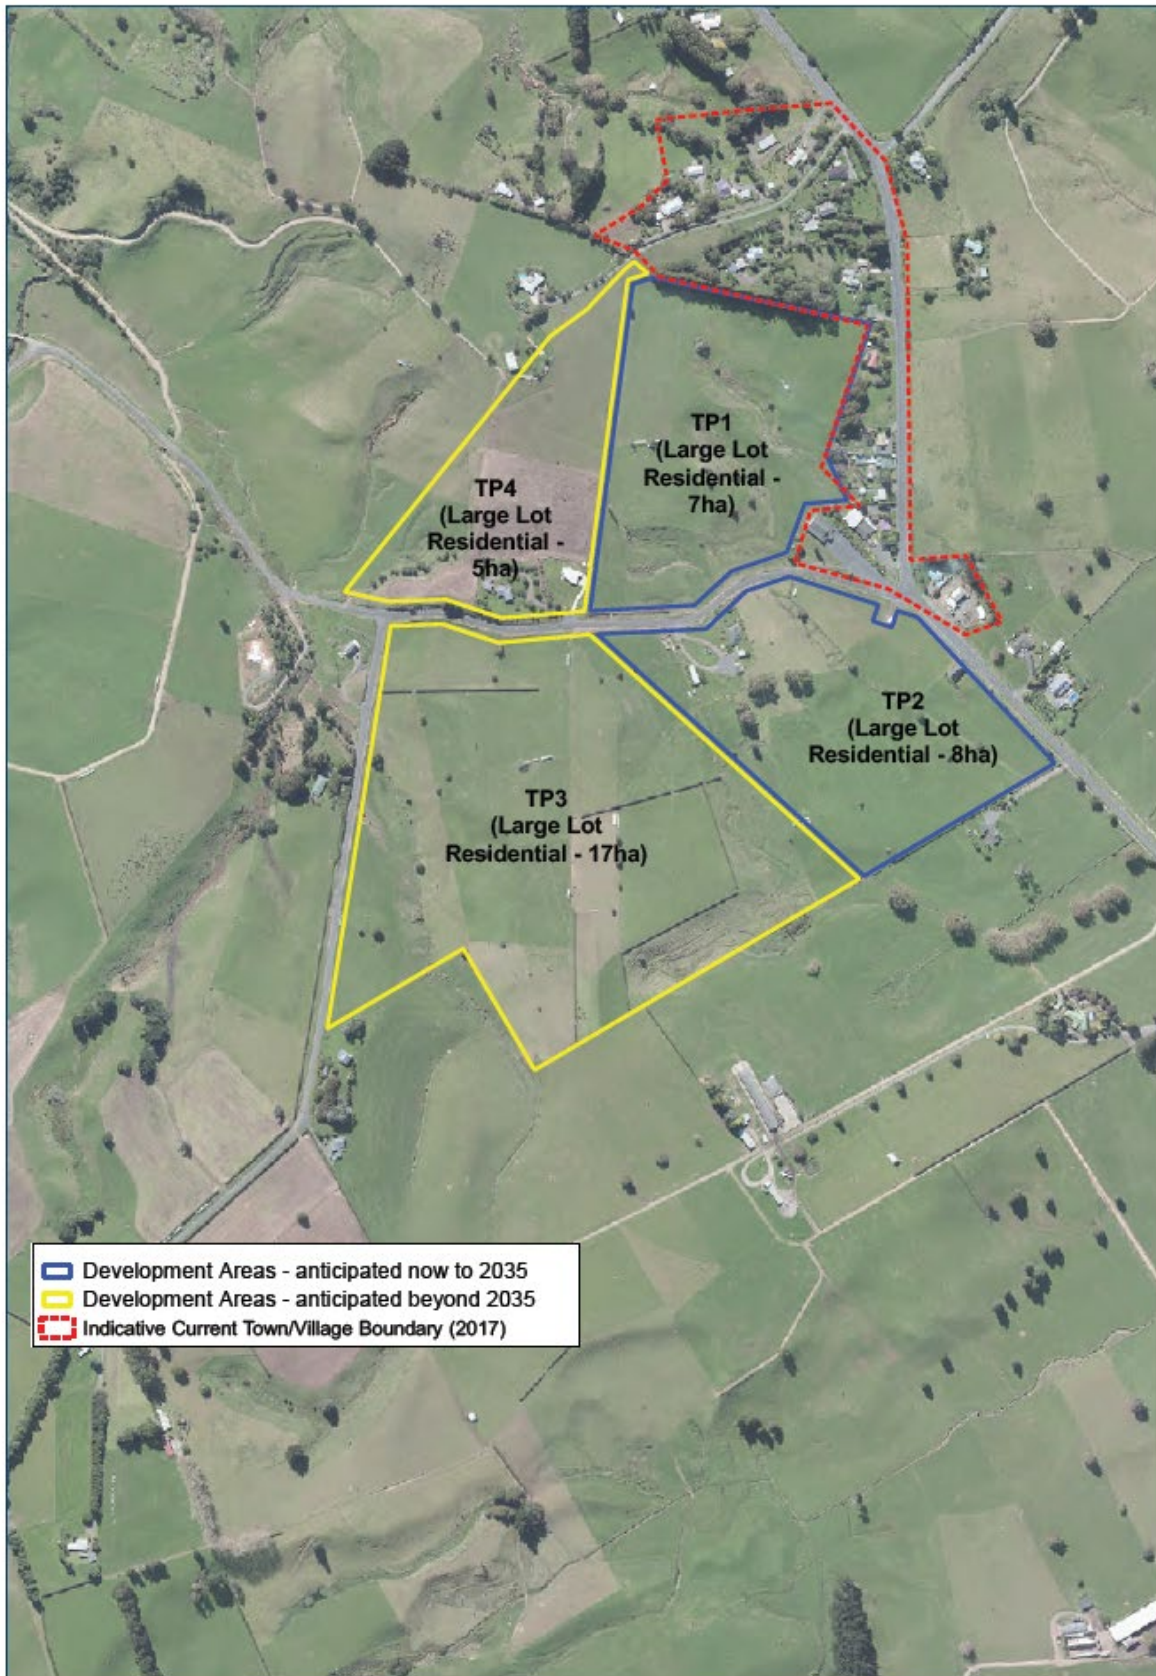 TP1
(Large Lot
Residential -
7ha)
TP4
(Large Lot
Residential -
5ha)
TP2
(Large Lot
Residential - 8ha)
TP3
(Large Lot
Residential - 17ha)
Development Areas - anticipated now to 2035
Development Areas - anticipated beyond 2035
Indicative Current Town/Village Boundary (2017)